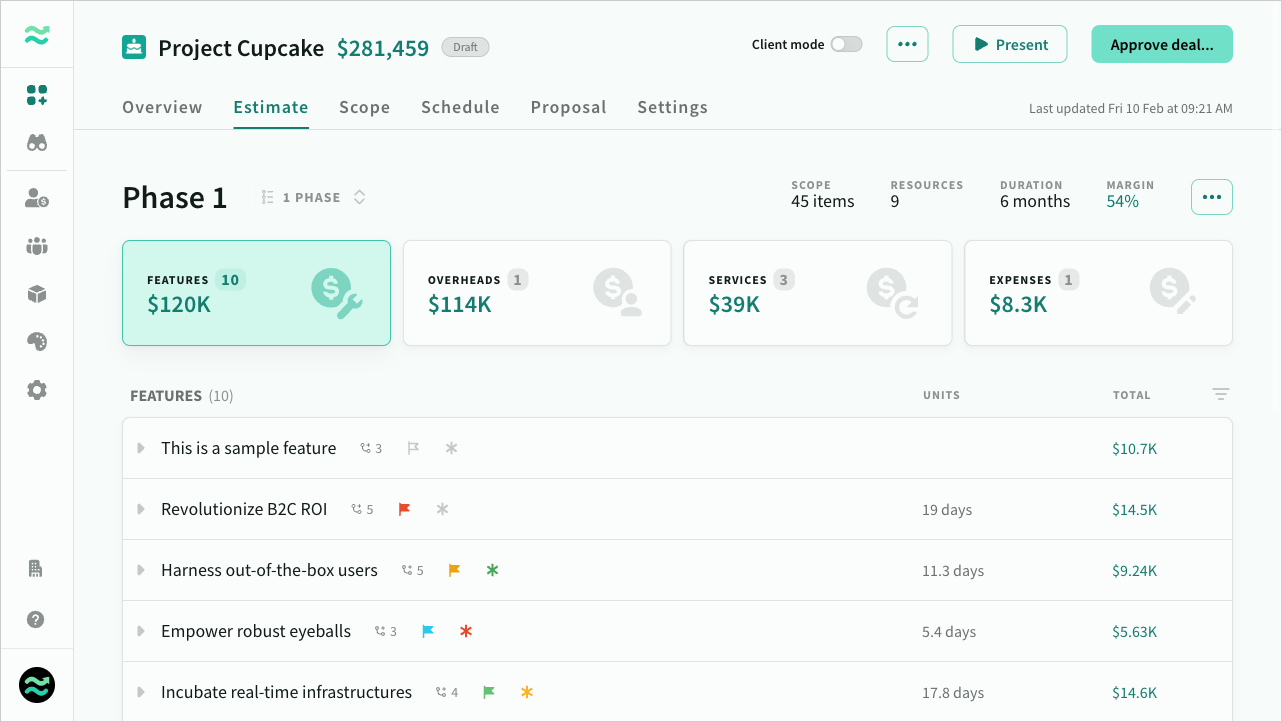 Project Cupcake $281,459 Draft
Client mode
Present
Approve deal...
Overview Estimate Scope Schedule Proposal Settings
Last updated Fri 10 Feb at 09:21 AM
Phase 1
1 PHASE
SCOPE
45 items
RESOURCES
9
DURATION
6 months
MARGIN
54%
FEATURES 10
$120K
OVERHEADS 1
$114K
SERVICES 3
$39K
EXPENSES 1
$8.3K
FEATURES (10) UNITS TOTAL
This is a sample feature 3 $10.7K
Revolutionize B2C ROI 5 19 days $14.5K
Harness out-of-the-box users 5 11.3 days $9.24K
Empower robust eyeballs 3 5.4 days $5.63K
Incubate real-time infrastructures 4 17.8 days $14.6K